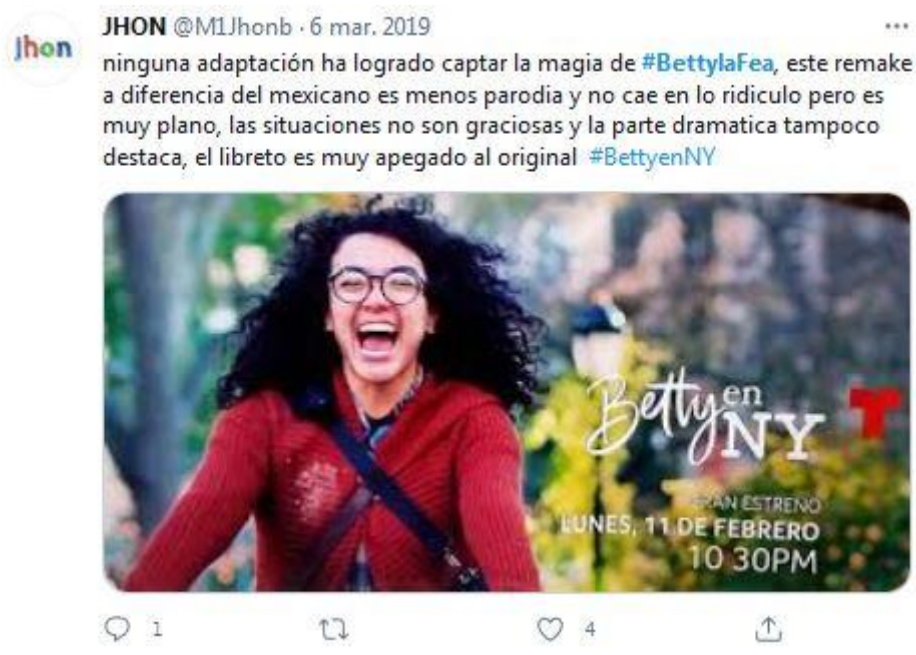 jhon
JHON @M1Jhonb · 6 mar. 2019
ninguna adaptación ha logrado captar la magia de #BettylaFea, este remake
a diferencia del mexicano es menos parodia y no cae en lo ridiculo pero es
muy plano, las situaciones no son graciosas y la parte dramatica tampoco
destaca, el libreto es muy apegado al original #BettyenNY
Betty en
NY
T
GRAN ESTRENO
LUNES, 11 DE FEBRERO
10 30PM
1
4